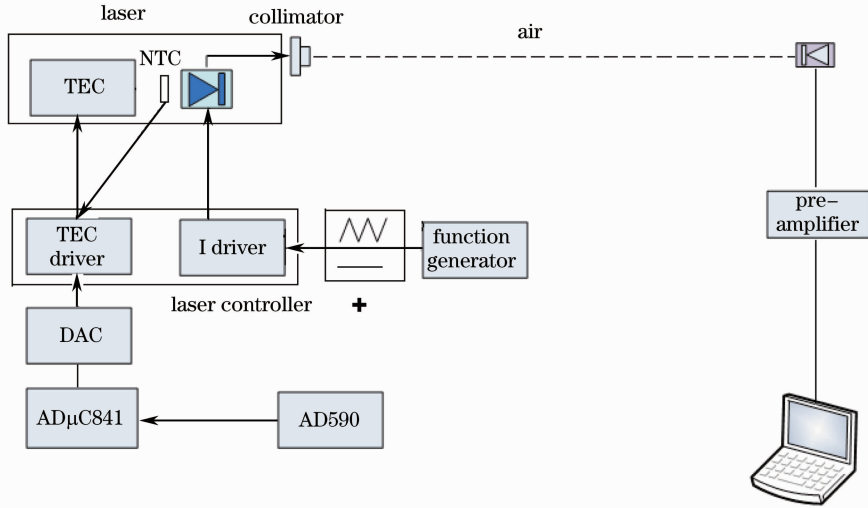 laser
collimator
air
NTC
TEC
pre-
amplifier
TEC
driver
I driver
function
generator
laser controller
+
DAC
ADμC841
AD590